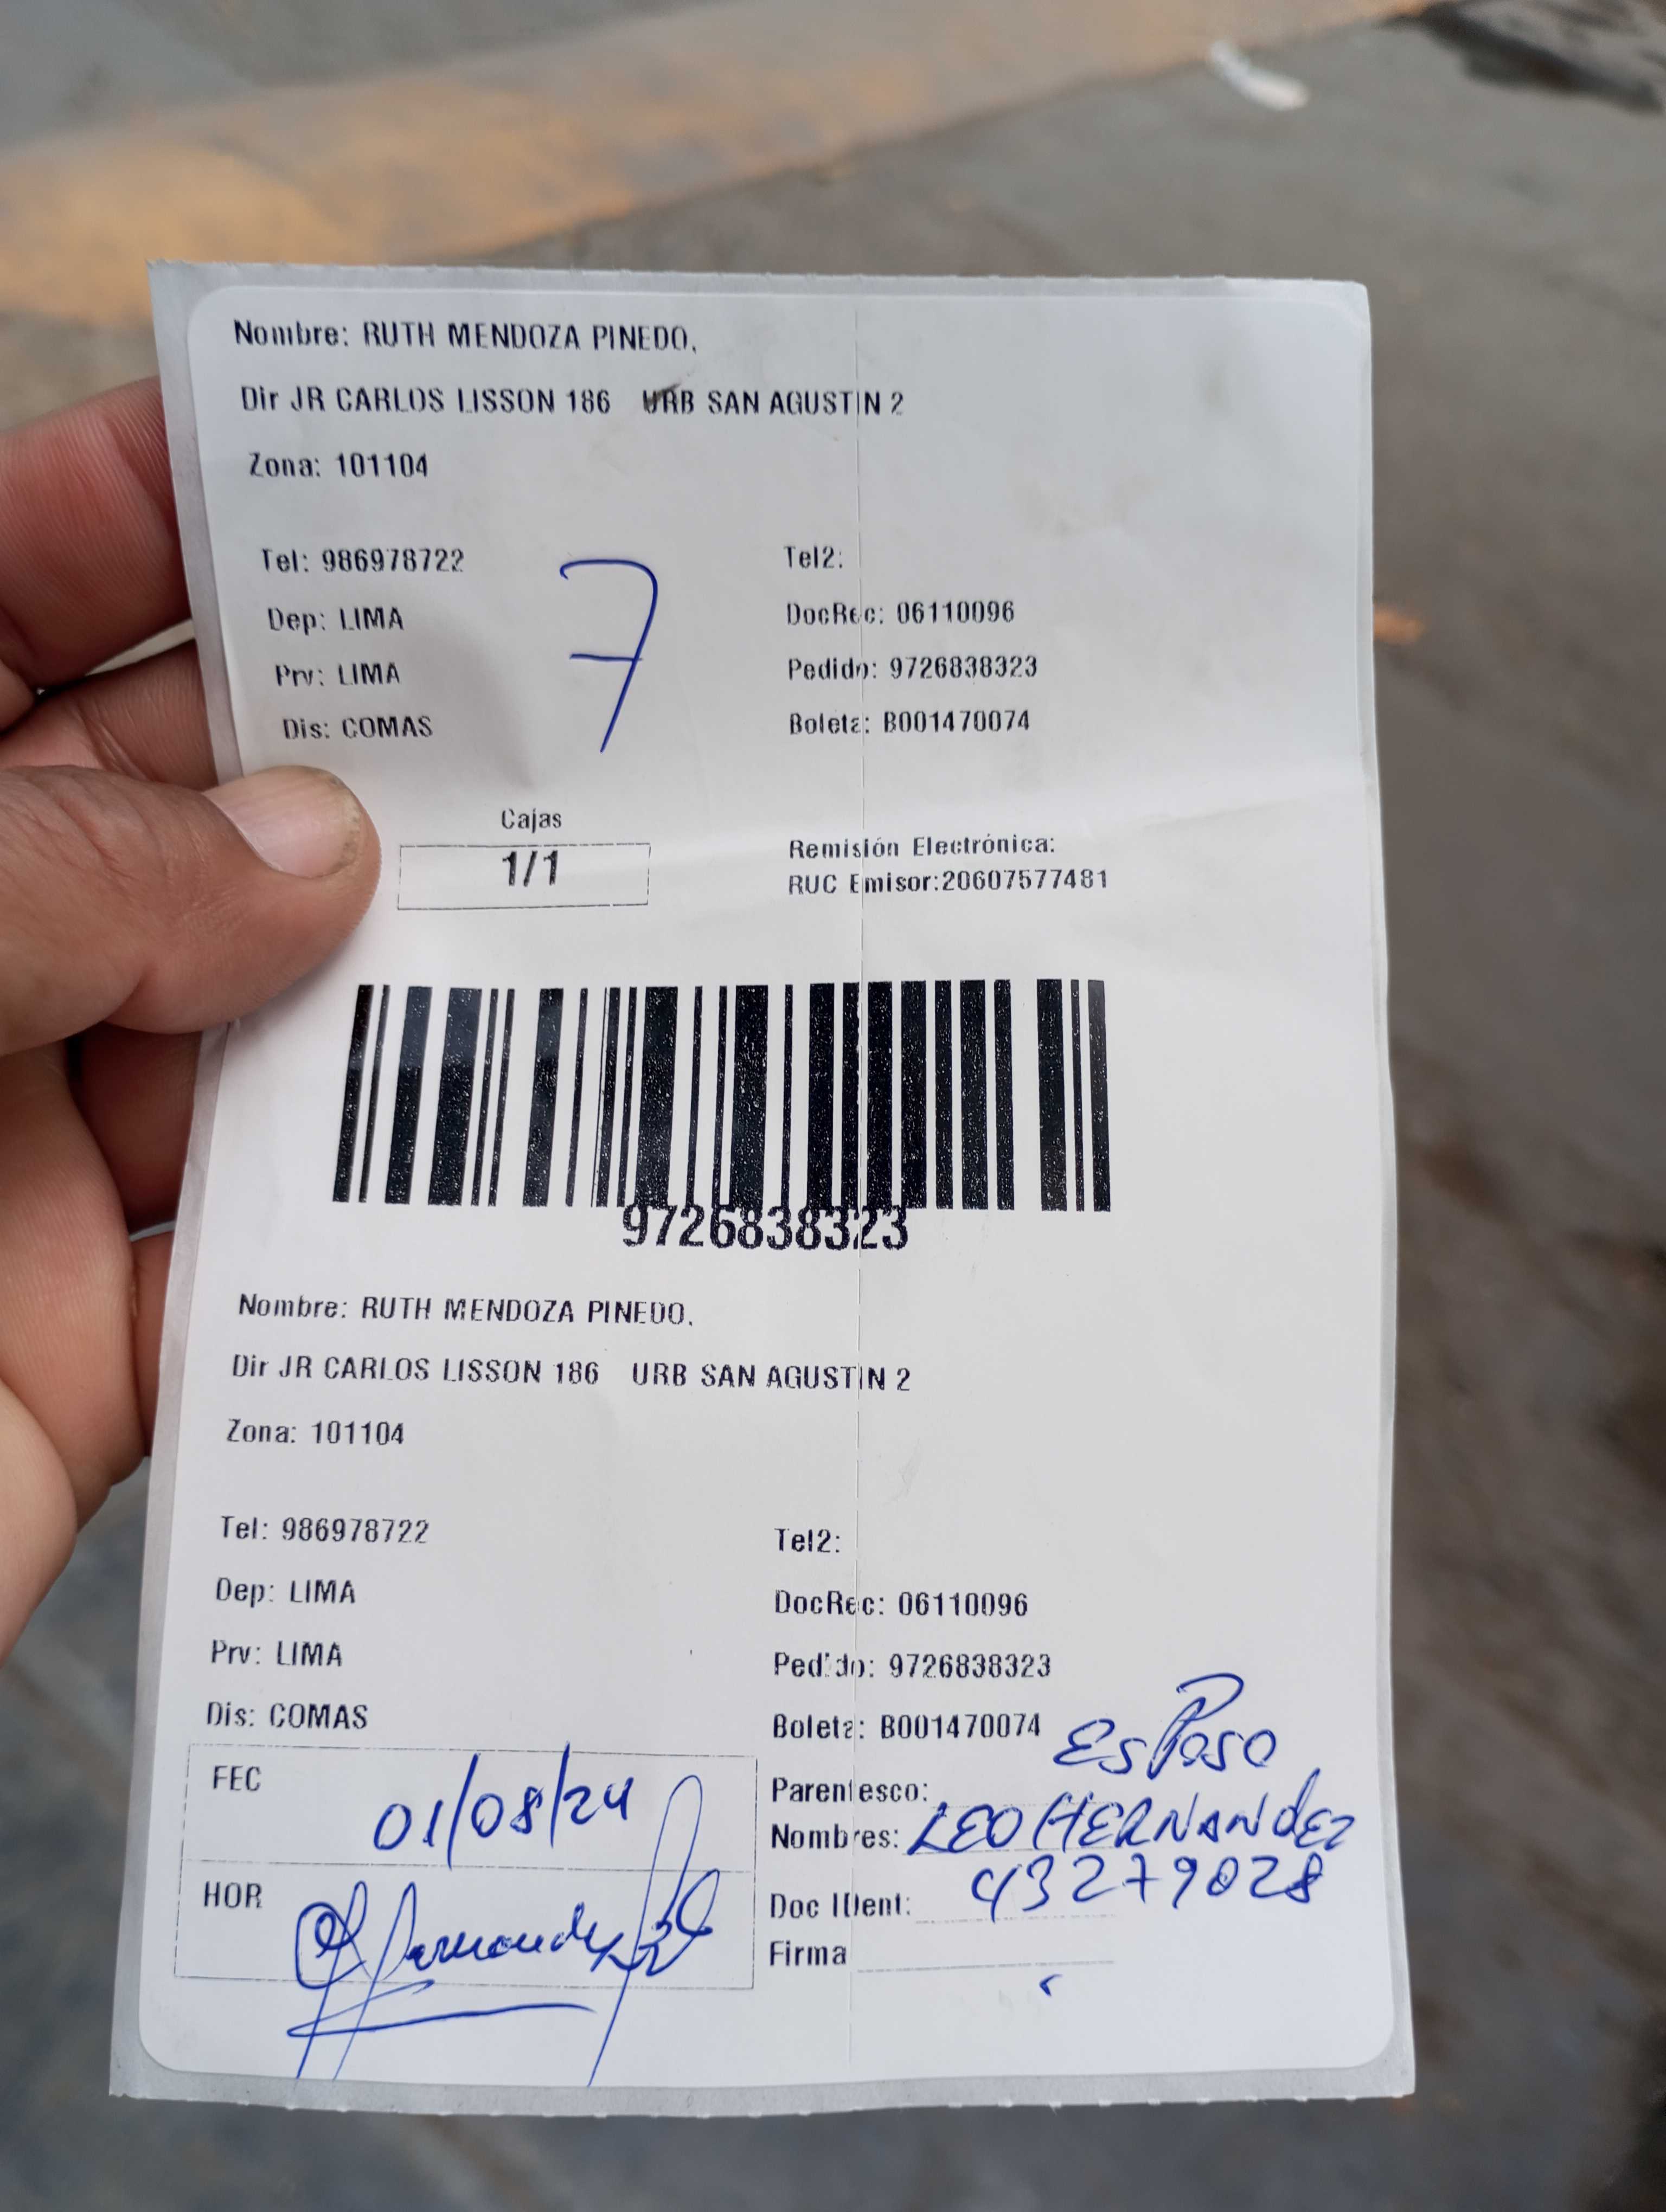 Nombre: RUTH MENDOZA PINEDO.
Dir JR CARLOS LISSON 186 URB SAN AGUSTIN 2
Zona: 101104
Tel: 986978722
Tel2:
7
Dep: LIMA
DocRec: 06110096
Prv: LIMA
Pedido: 9726838323
Dis: COMAS
Boleta: B001470074
Cajas
1/1
Remisión Electrónica:
RUC Emisor:20607577481
9726838323
Nombre: RUTH MENDOZA PINEDO.
Dir JR CARLOS LISSON 186 URB SAN AGUSTIN 2
Zona: 101104
Tel: 986978722
Tel2:
Dep: LIMA
DocRec: 06110096
Prv: LIMA
Pedido: 9726838323
Dis: COMAS
Boleta: B001470074
FEC 01/08/24
Parentesco: Esposo
Nombres: LEO HERNANDEZ
HOR
Doc IDent: 43279028
Firma